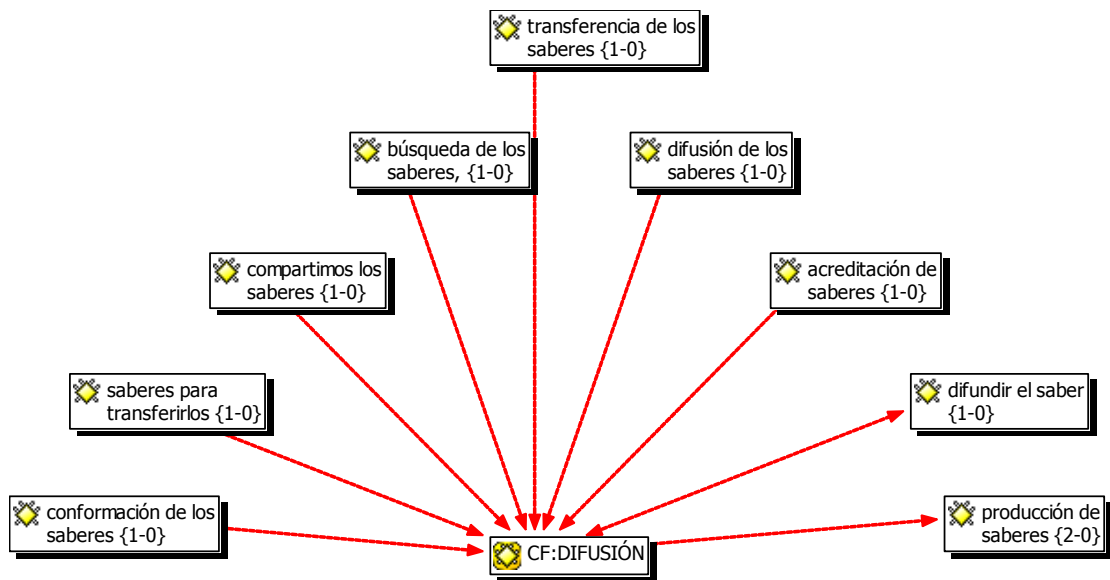 transferencia de los
saberes {1-0}
búsqueda de los
saberes, {1-0}
difusión de los
saberes {1-0}
compartimos los
saberes {1-0}
acreditación de
saberes {1-0}
saberes para
transferirlos {1-0}
difundir el saber
{1-0}
conformación de los
saberes {1-0}
producción de
saberes {2-0}
CF:DIFUSIÓN